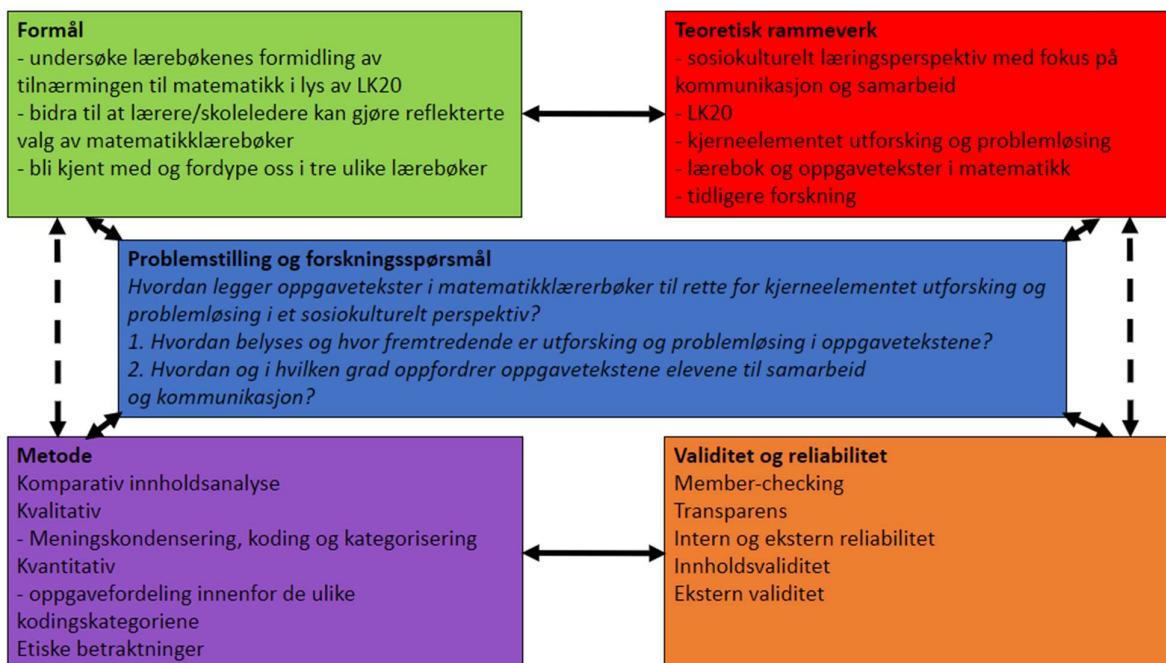 Formål
- undersøke lærebøkenes formidling av
tilnærmingen til matematikk i lys av LK20
- bidra til at lærere/skoleledere kan gjøre reflekterte
valg av matematikklærebøker
- bli kjent med og fordype oss i tre ulike lærebøker
Teoretisk rammeverk
- sosiokulturelt læringsperspektiv med fokus på
kommunikasjon og samarbeid
- LK20
- kjerneelementet utforsking og problemløsing
- lærebok og oppgavetekster i matematikk
- tidligere forskning
Problemstilling og forskningsspørsmål
Hvordan legger oppgavetekster i matematikklærerbøker til rette for kjerneelementet utforsking og
problemløsing i et sosiokulturelt perspektiv?
1. Hvordan belyses og hvor fremtredende er utforsking og problemløsing i oppgavetekstene?
2. Hvordan og i hvilken grad oppfordrer oppgavetekstene elevene til samarbeid
og kommunikasjon?
Metode
Komparativ innholdsanalyse
Kvalitativ
- Meningskondensering, koding og kategorisering
Kvantitativ
- oppgavefordeling innenfor de ulike
kodingskategoriene
Etiske betraktninger
Validitet og reliabilitet
Member-checking
Transparens
Intern og ekstern reliabilitet
Innholdsvaliditet
Ekstern validitet